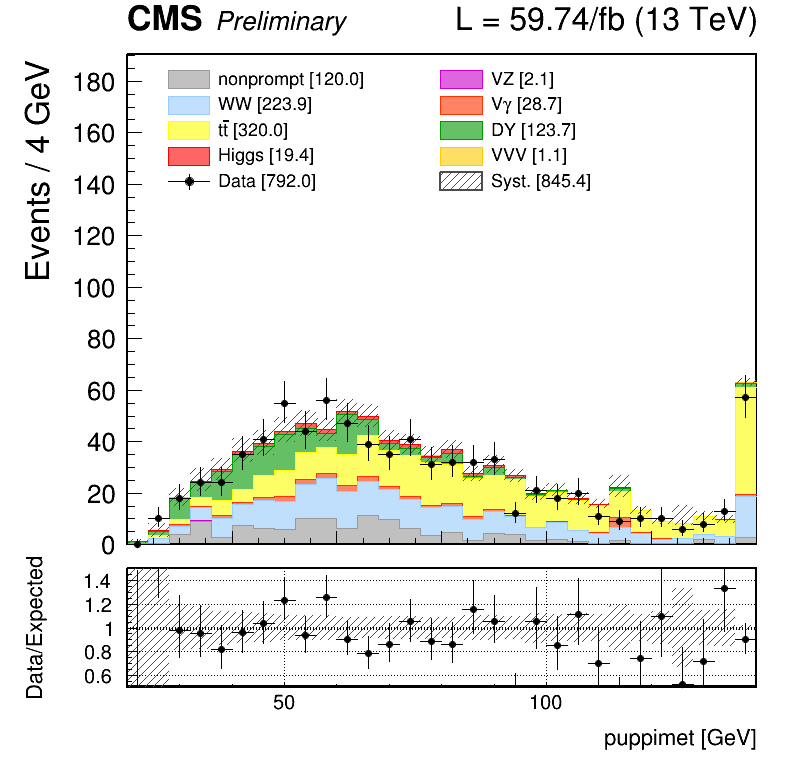 CMS Preliminary L = 59.74/fb (13 TeV)
Events / 4 GeV
180
160
140
120
100
80
60
40
20
0
nonprompt [120.0]
WW [223.9]
tt̄ [320.0]
Higgs [19.4]
Data [792.0]
VZ [2.1]
Vγ [28.7]
DY [123.7]
VVV [1.1]
Syst. [845.4]
Data/Expected
1.4
1.2
1
0.8
0.6
50 100
puppimet [GeV]